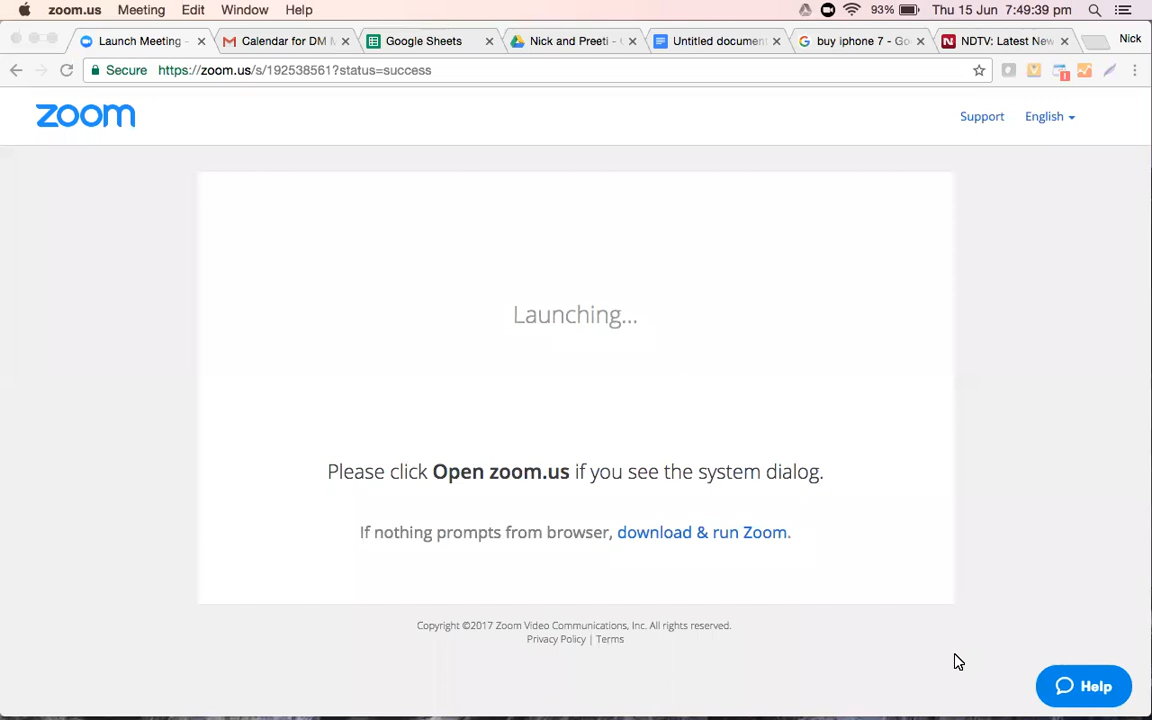 zoom.us Meeting Edit Window Help 93% Thu 15 Jun 7:49:39 pm
Launch Meeting - Calendar for DM M Google Sheets Nick and Preeti - G Untitled document buy iphone 7 - Go NDTV: Latest New Nick
Secure https://zoom.us/s/192538561?status=success
zoom Support English
Launching...
Please click Open zoom.us if you see the system dialog.
If nothing prompts from browser, download & run Zoom.
Copyright ©2017 Zoom Video Communications, Inc. All rights reserved.
Privacy Policy | Terms
Help